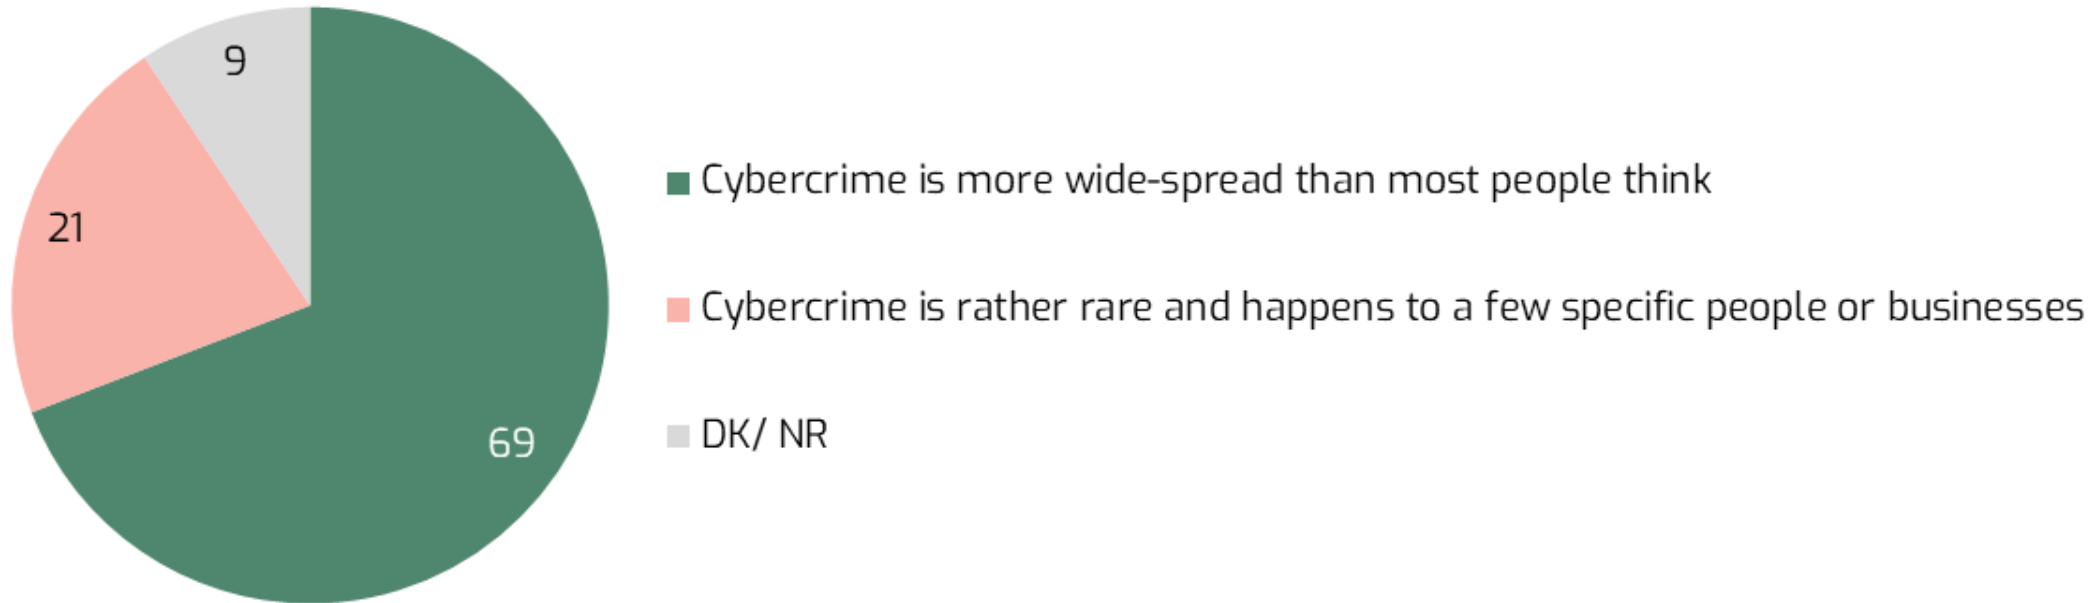 9
21
69
Cybercrime is more wide-spread than most people think
Cybercrime is rather rare and happens to a few specific people or businesses
DK/ NR